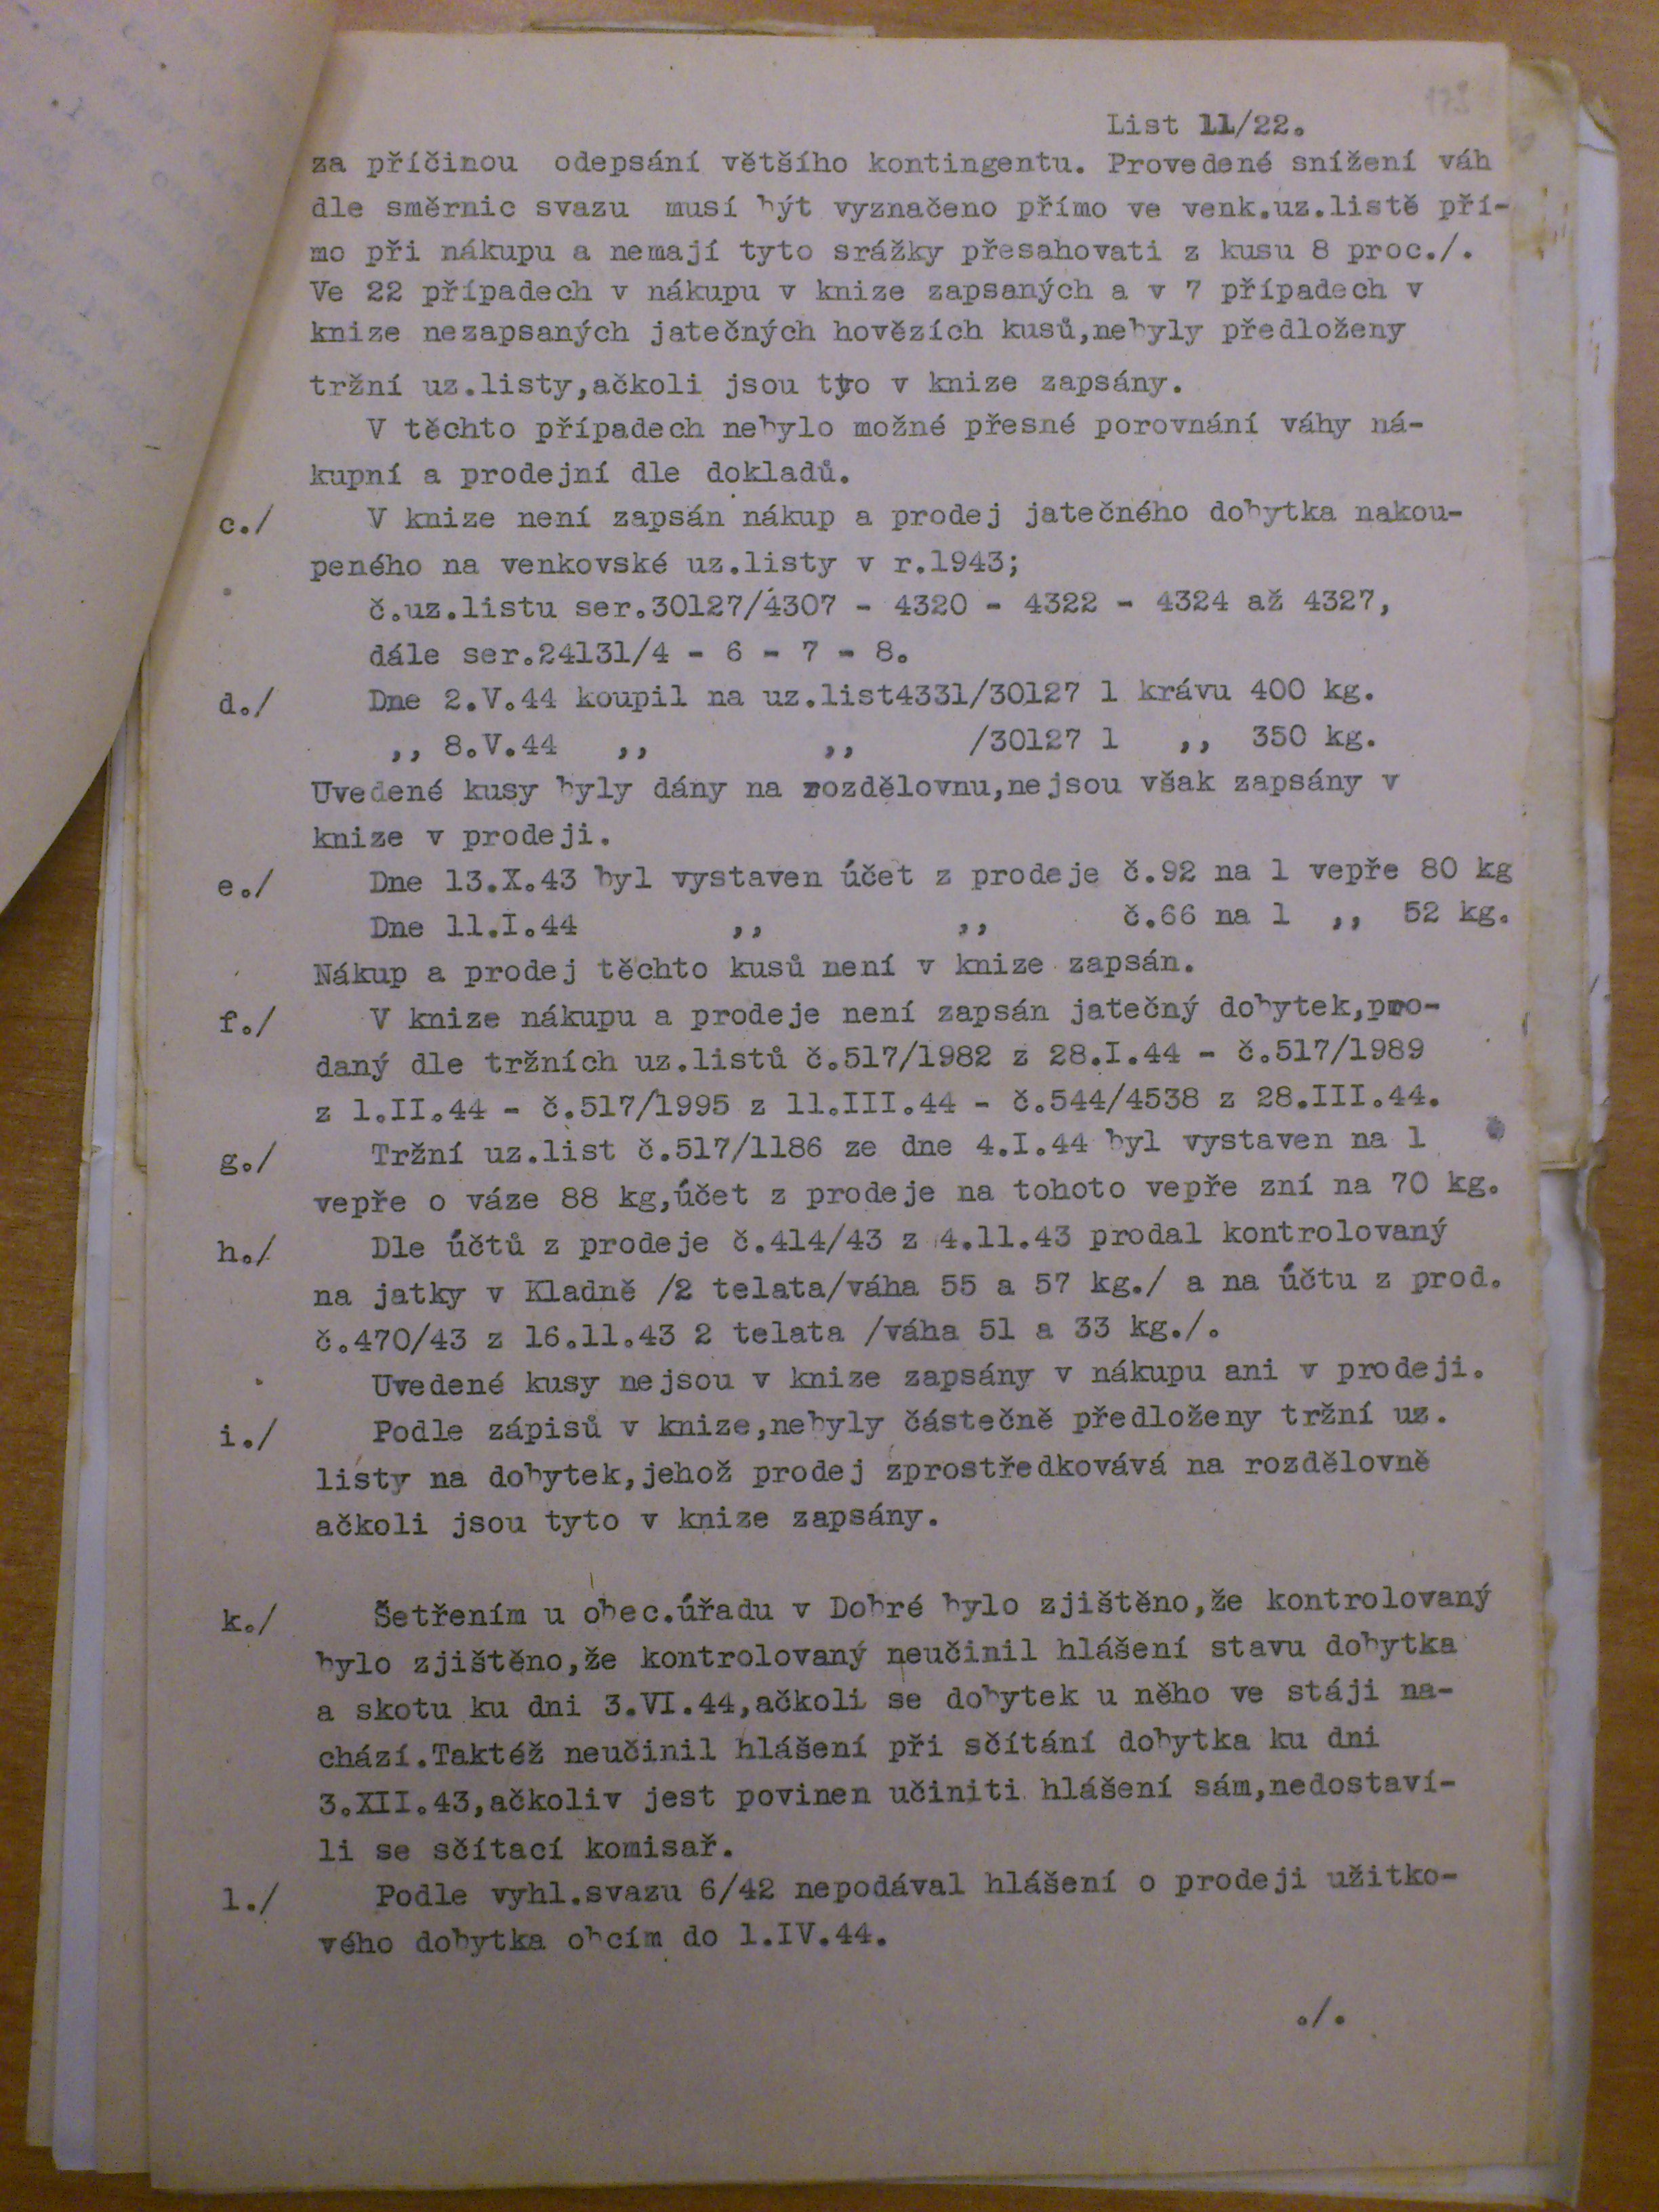 List 11/22.
za příčinou odepsání většího kontingentu. Provedené snížení váh
dle směrnic svazu musí být vyznačeno přímo ve venk.uz.listě pří-
mo při nákupu a nemají tyto srážky přesahovati z kusu 8 proc./.
Ve 22 případech v nákupu v knize zapsaných a v 7 případech v
knize nezapsaných jatečných hovězích kusů,nebyly předloženy
tržní uz.listy,ačkoli jsou tyo v knize zapsány.
V těchto případech nebylo možné přesné porovnání váhy ná-
kupní a prodejní dle dokladů.
c./ V knize není zapsán nákup a prodej jatečného dobytka nakou-
peného na venkovské uz.listy v r.1943;
č.uz.listu ser.30127/4307 - 4320 - 4322 - 4324 až 4327,
dále ser.24131/4 - 6 - 7 - 8.
d./ Dne 2.V.44 koupil na uz.list4331/30127 1 krávu 400 kg.
,, 8.V.44 ,, ,, /30127 1 ,, 350 kg.
Uvedené kusy byly dány na rozdělovnu,nejsou však zapsány v
knize v prodeji.
e./ Dne 13.X.43 byl vystaven účet z prodeje č.92 na 1 vepře 80 kg
Dne 11.I.44 ,, ,, č.66 na 1 ,, 52 kg.
Nákup a prodej těchto kusů není v knize zapsán.
f./ V knize nákupu a prodeje není zapsán jatečný dobytek,pro-
daný dle tržních uz.listů č.517/1982 z 28.I.44 - č.517/1989
z 1.II.44 - č.517/1995 z 11.III.44 - č.544/4538 z 28.III.44.
g./ Tržní uz.list č.517/1186 ze dne 4.I.44 byl vystaven na 1
vepře o váze 88 kg,účet z prodeje na tohoto vepře zní na 70 kg.
h./ Dle účtů z prodeje č.414/43 z 4.11.43 prodal kontrolovaný
na jatky v Kladně /2 telata/váha 55 a 57 kg./ a na účtu z prod.
č.470/43 z 16.11.43 2 telata /váha 51 a 33 kg./.
Uvedené kusy nejsou v knize zapsány v nákupu ani v prodeji.
i./ Podle zápisů v knize,nebyly částečně předloženy tržní uz.
listy na dobytek,jehož prodej zprostředkovává na rozdělovně
ačkoli jsou tyto v knize zapsány.
k./ Šetřením u obec.úřadu v Dobré bylo zjištěno,že kontrolovaný
bylo zjištěno,že kontrolovaný neučinil hlášení stavu dobytka
a skotu ku dni 3.VI.44,ačkoli se dobytek u něho ve stáji na-
chází.Taktéž neučinil hlášení při sčítání dobytka ku dni
3.XII.43,ačkoliv jest povinen učiniti hlášení sám,nedostaví-
li se sčítací komisař.
l./ Podle vyhl.svazu 6/42 nepodával hlášení o prodeji užitko-
vého dobytka obcím do 1.IV.44.
./.